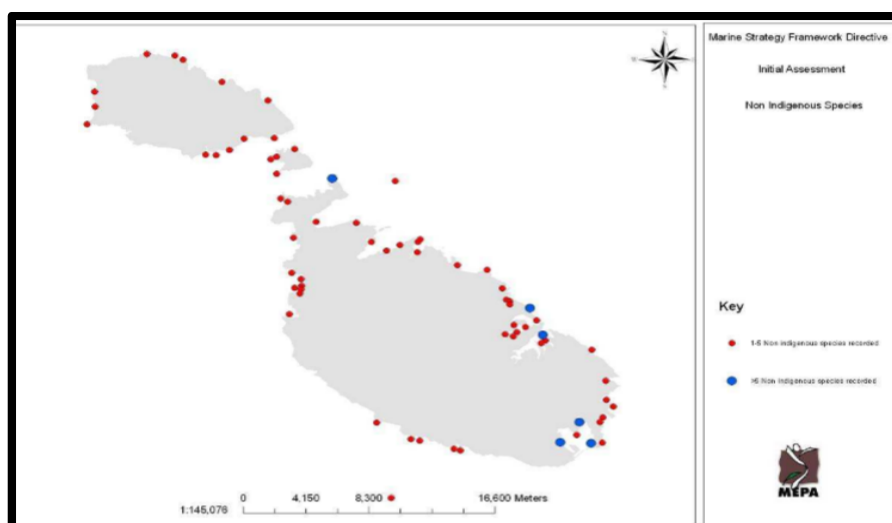 Marine Strategy Framework Directive
Initial Assessment
Non Indigenous Species
N
Key
1-5 Non indigenous species recorded
>5 Non Indigenous species recorded
MEPA
0 4,150 8,300 16,600 Meters
1:145,076